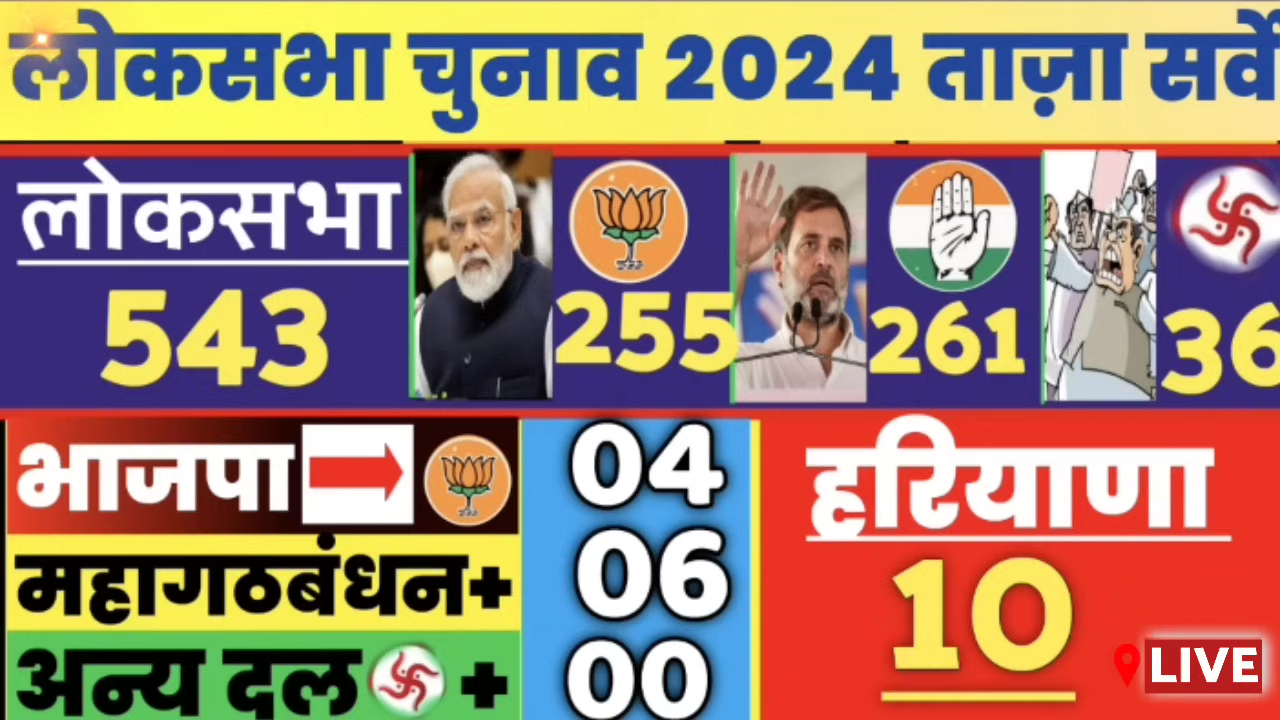 लोकसभा चुनाव 2024 ताज़ा सर्वे
लोकसभा
543
255
261
36
भाजपा
04
महागठबंधन+
06
अन्य दल +
00
हरियाणा
10
LIVE